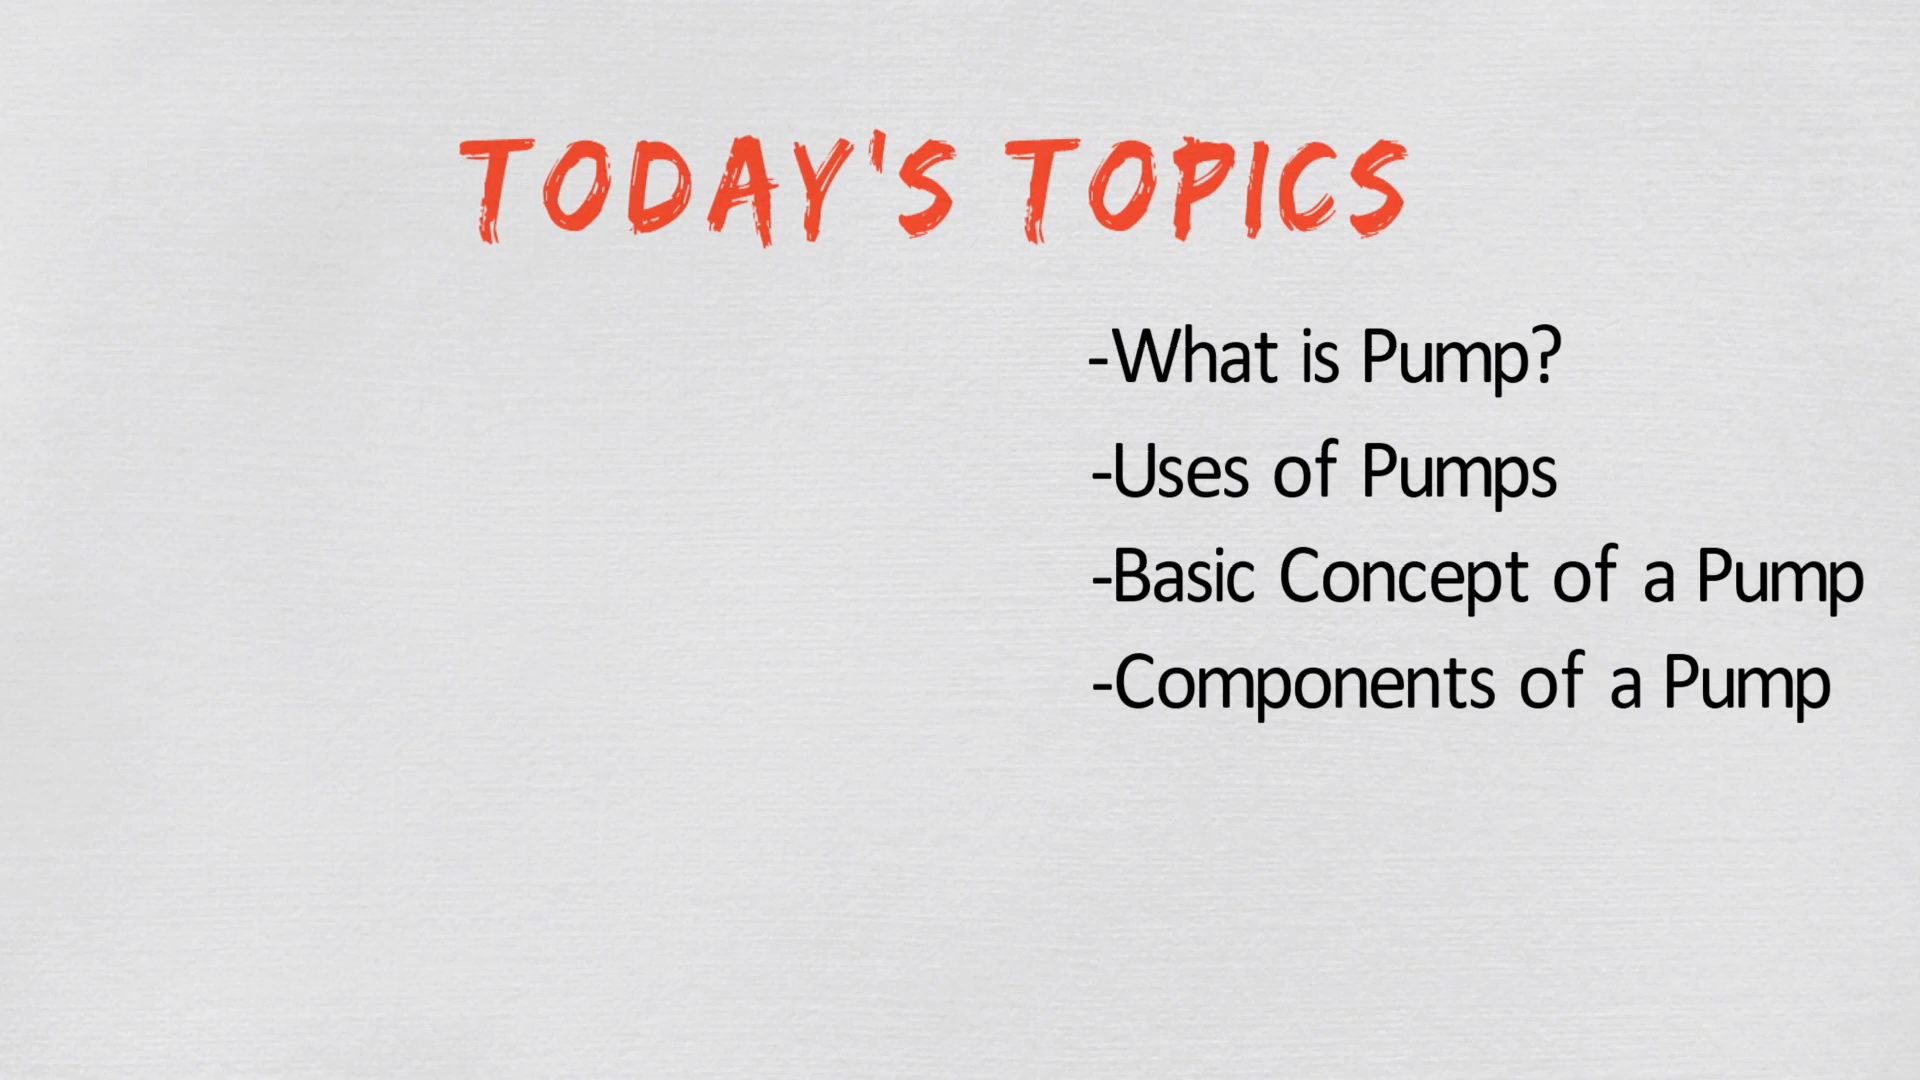 TODAY'S TOPICS
-What is Pump?
-Uses of Pumps
-Basic Concept of a Pump
-Components of a Pump